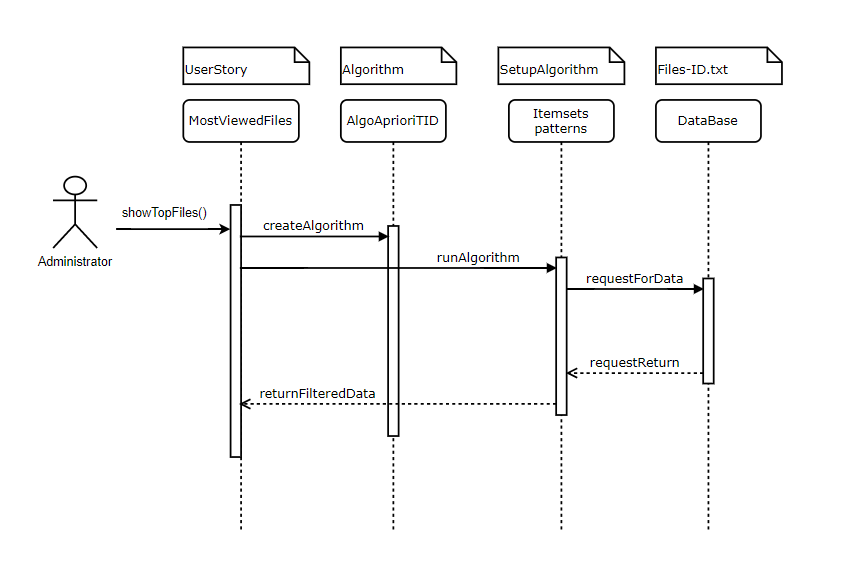 UserStory
Algorithm
SetupAlgorithm
Files-ID.txt
MostViewedFiles
AlgoAprioriTID
Itemsets
patterns
DataBase
showTopFiles()
Administrator
createAlgorithm
runAlgorithm
requestForData
requestReturn
returnFilteredData